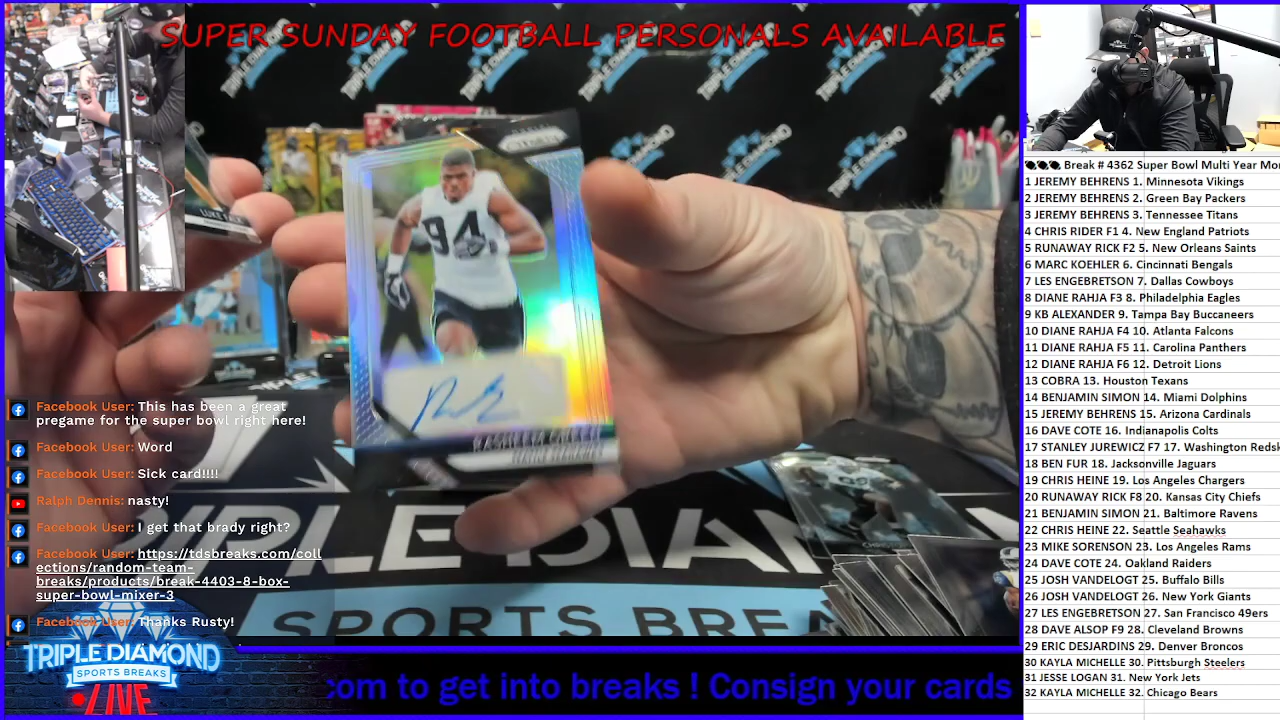 SUPER SUNDAY FOOTBALL PERSONALS AVAILABLE
TRIPLE DIAMOND
94
LUKE
Facebook User: This has been a great
pregame for the super bowl right here!
Facebook User: Word
Facebook User: Sick card!!!!
Ralph Dennis: nasty!
Facebook User: I get that brady right?
Facebook User: https://tdsbreaks.com/coll
ections/random-team-
breaks/products/break-4403-8-box-
super-bowl-mixer-3
Facebook User: Thanks Rusty!
TRIPLE DIAMOND
SPORTS BREAKS
LIVE
com to get into breaks ! Consign your cards
Break # 4362 Super Bowl Multi Year Mo
1 JEREMY BEHRENS 1. Minnesota Vikings
2 JEREMY BEHRENS 2. Green Bay Packers
3 JEREMY BEHRENS 3. Tennessee Titans
4 CHRIS RIDER F1 4. New England Patriots
5 RUNAWAY RICK F2 5. New Orleans Saints
6 MARC KOEHLER 6. Cincinnati Bengals
7 LES ENGEBRETSON 7. Dallas Cowboys
8 DIANE RAHJA F3 8. Philadelphia Eagles
9 KB ALEXANDER 9. Tampa Bay Buccaneers
10 DIANE RAHJA F4 10. Atlanta Falcons
11 DIANE RAHJA F5 11. Carolina Panthers
12 DIANE RAHJA F6 12. Detroit Lions
13 COBRA 13. Houston Texans
14 BENJAMIN SIMON 14. Miami Dolphins
15 JEREMY BEHRENS 15. Arizona Cardinals
16 DAVE COTE 16. Indianapolis Colts
17 STANLEY JUREWICZ F7 17. Washington Redsk
18 BEN FUR 18. Jacksonville Jaguars
19 CHRIS HEINE 19. Los Angeles Chargers
20 RUNAWAY RICK F8 20. Kansas City Chiefs
21 BENJAMIN SIMON 21. Baltimore Ravens
22 CHRIS HEINE 22. Seattle Seahawks
23 MIKE SORENSON 23. Los Angeles Rams
24 DAVE COTE 24. Oakland Raiders
25 JOSH VANDELOGT 25. Buffalo Bills
26 JOSH VANDELOGT 26. New York Giants
27 LES ENGEBRETSON 27. San Francisco 49ers
28 DAVE ALSOP F9 28. Cleveland Browns
29 BEN FUR F10 29. Denver Broncos
30 KAYLA MICHELLE 30. Pittsburgh Steelers
31 JESSE DOLAN 31. New York Jets
32 KAYLA MICHELLE 32. Chicago Bears